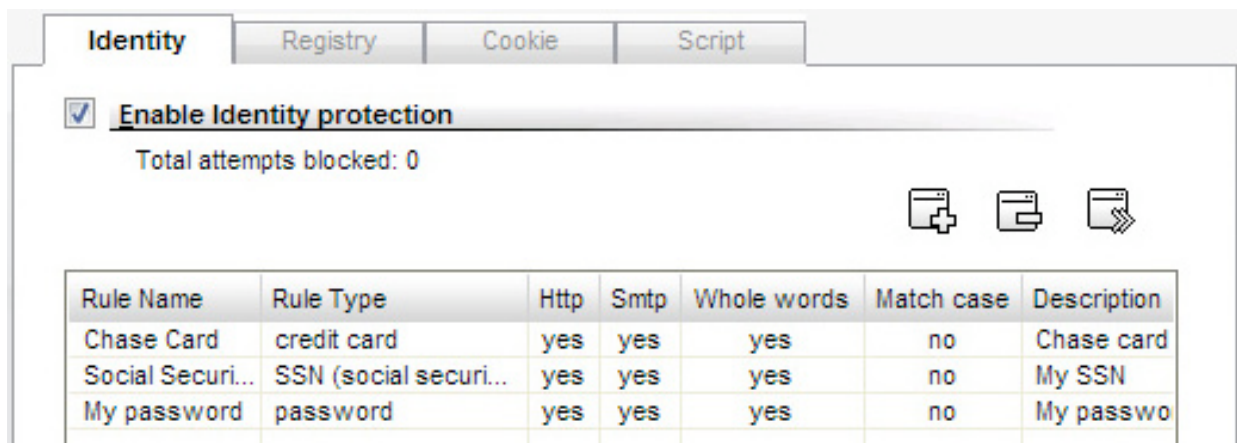 Identity Registry Cookie Script
Enable Identity protection
Total attempts blocked: 0
Rule Name Rule Type Http Smtp Whole words Match case Description
Chase Card credit card yes yes yes no Chase card
Social Securi... SSN (social securi... yes yes yes no My SSN
My password password yes yes yes no My passwo